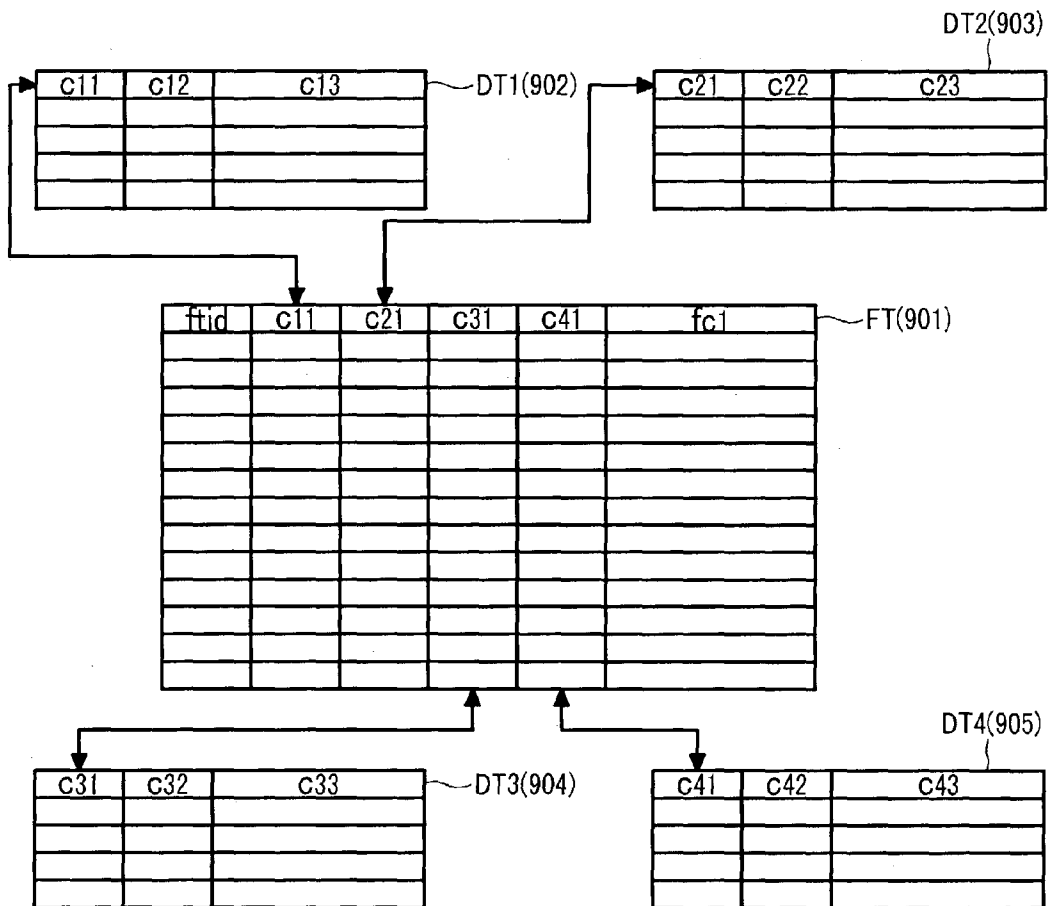 DT2(903)
c11 c12 c13 DT1(902) c21 c22 c23
ftid c11 c21 c31 c41 fc1 FT(901)
DT4(905)
c31 c32 c33 DT3(904) c41 c42 c43